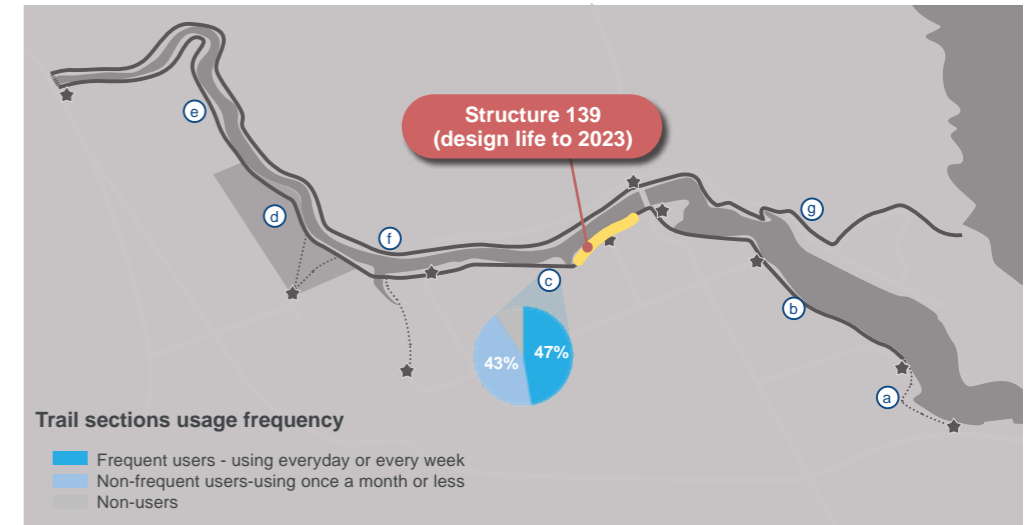 Structure 139
(design life to 2023)
e
d
f
g
c
b
43%
47%
a
Trail sections usage frequency
Frequent users - using everyday or every week
Non-frequent users-using once a month or less
Non-users